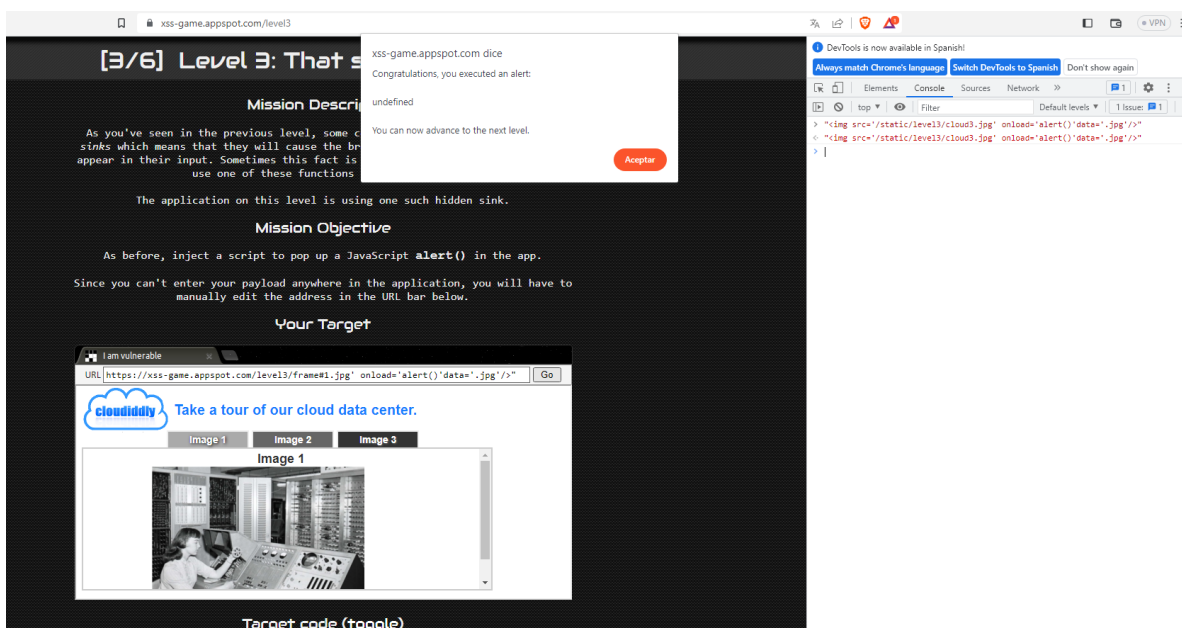 xss-game.appspot.com/level3
VPN
[3/6] Level 3: That s
xss-game.appspot.com dice
Congratulations, you executed an alert:
undefined
You can now advance to the next level.
Aceptar
Mission Descri
As you've seen in the previous level, some c
sinks which means that they will cause the br
appear in their input. Sometimes this fact is
use one of these functions
The application on this level is using one such hidden sink.
Mission Objective
As before, inject a script to pop up a JavaScript alert() in the app.
Since you can't enter your payload anywhere in the application, you will have to
manually edit the address in the URL bar below.
Your Target
I am vulnerable
URL https://xss-game.appspot.com/level3/frame#1.jpg' onload='alert()'data='.jpg'/>" Go
cloudiddly Take a tour of our cloud data center.
Image 1 Image 2 Image 3
Image 1
Target code (toggle)
DevTools is now available in Spanish!
Always match Chrome's language Switch DevTools to Spanish Don't show again
Elements Console Sources Network » 1
top Filter Default levels 1 Issue: 1
> "<img src='/static/level3/cloud3.jpg' onload='alert()'data='.jpg'/>"
< "<img src='/static/level3/cloud3.jpg' onload='alert()'data='.jpg'/>"
>